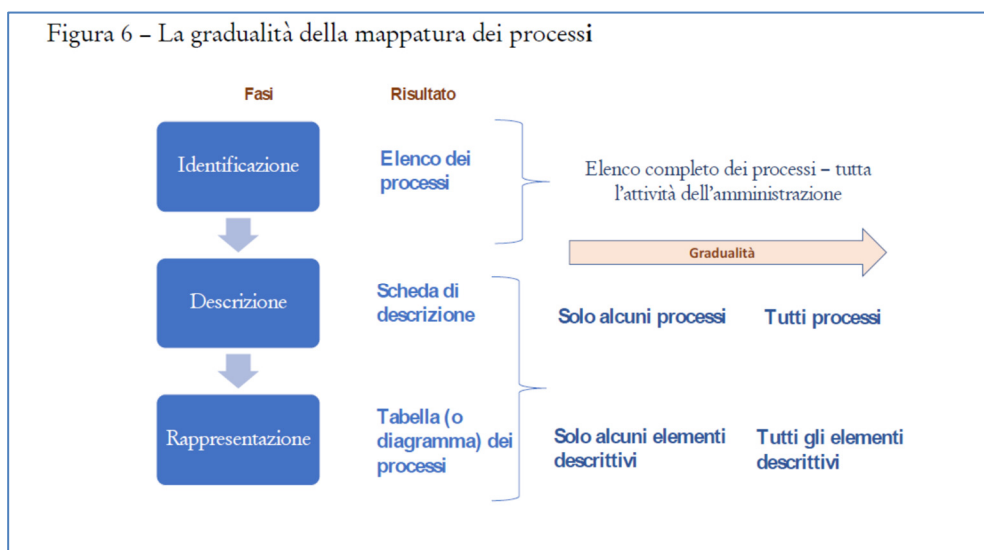 Figura 6 – La gradualità della mappatura dei processi
Fasi
Risultato
Identificazione
Elenco dei
processi
Elenco completo dei processi – tutta
l'attività dell'amministrazione
Gradualità
Descrizione
Scheda di
descrizione
Solo alcuni processi
Tutti processi
Rappresentazione
Tabella (o
diagramma) dei
processi
Solo alcuni elementi
descrittivi
Tutti gli elementi
descrittivi